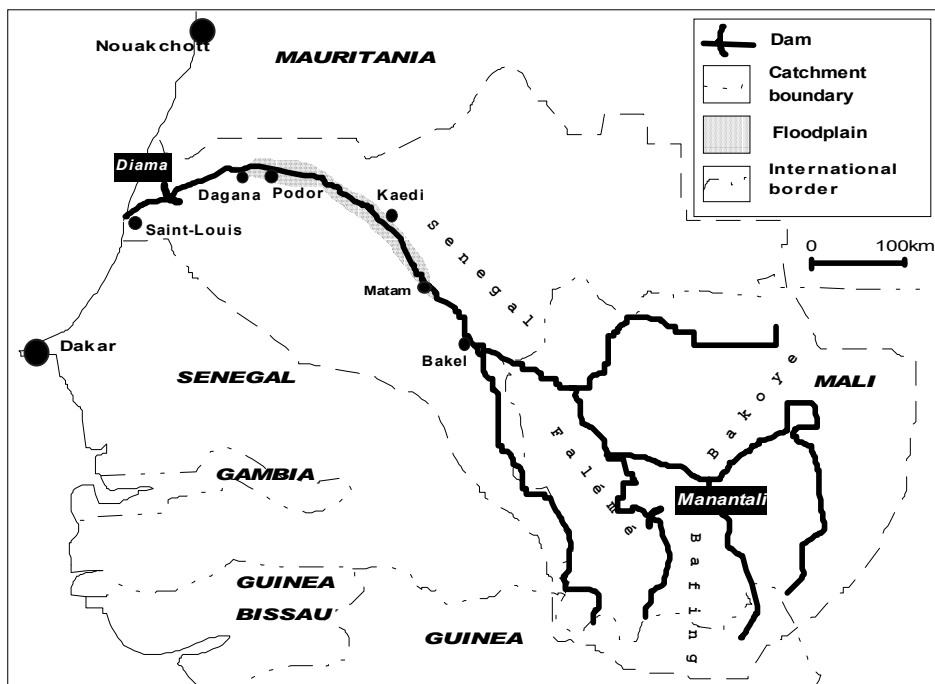 Nouakchott
MAURITANIA
Dam
Catchment
boundary
Floodplain
International
border
0 100km
Diama
Dagana
Podor
Kaedi
Saint-Louis
Senegal
Matam
Dakar
Bakel
SENEGAL
MALI
Bakoye
Falémé
GAMBIA
Manantali
Bafing
GUINEA
BISSAU
GUINEA